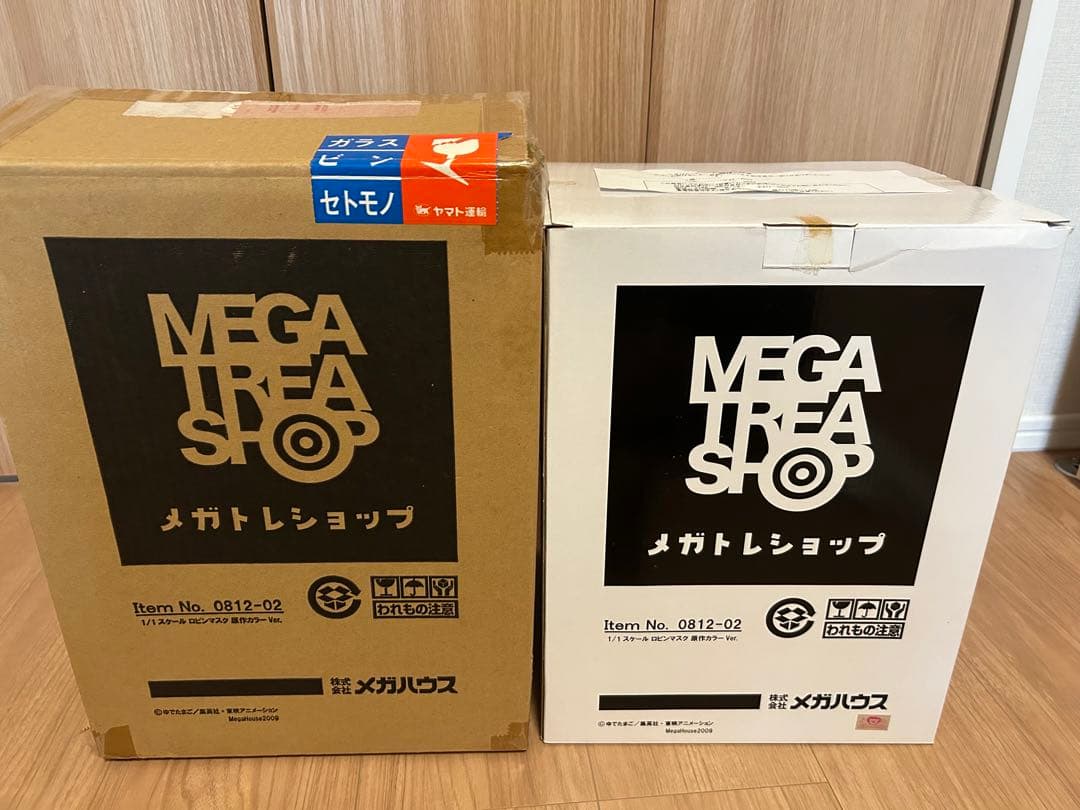 ガラス
ビン
セトモノ
ヤマト運輸
MEGA
TREA
SHOP
メガトレショップ
Item No. 0812-02
1/1スケール ロビンマスク 原作カラーVer.
われもの注意
株式会社 メガハウス
©ゆでたまご／集英社・東映アニメーション
MegaHouse2009
MEGA
TREA
SHOP
メガトレショップ
Item No. 0812-02
1/1スケール ロビンマスク 原作カラーVer.
われもの注意
株式会社 メガハウス
©ゆでたまご／集英社・東映アニメーション
MegaHouse2009